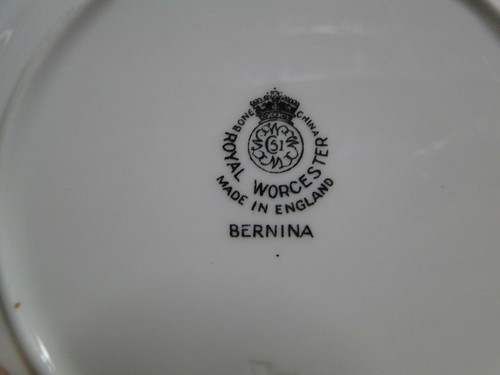 BONE CHINA
51
ROYAL WORCESTER
MADE IN ENGLAND
BERNINA